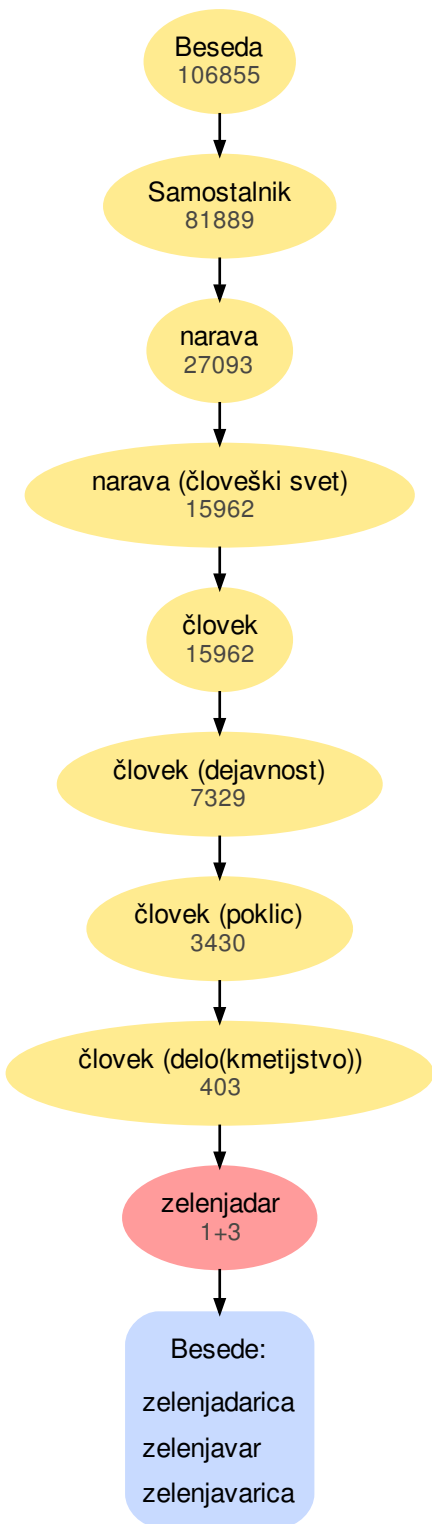 Beseda
106855
Samostalnik
81889
narava
27093
narava (človeški svet)
15962
človek
15962
človek (dejavnost)
7329
človek (poklic)
3430
človek (delo(kmetijstvo))
403
zelenjadar
1+3
Besede:
zelenjadarica
zelenjavar
zelenjavarica